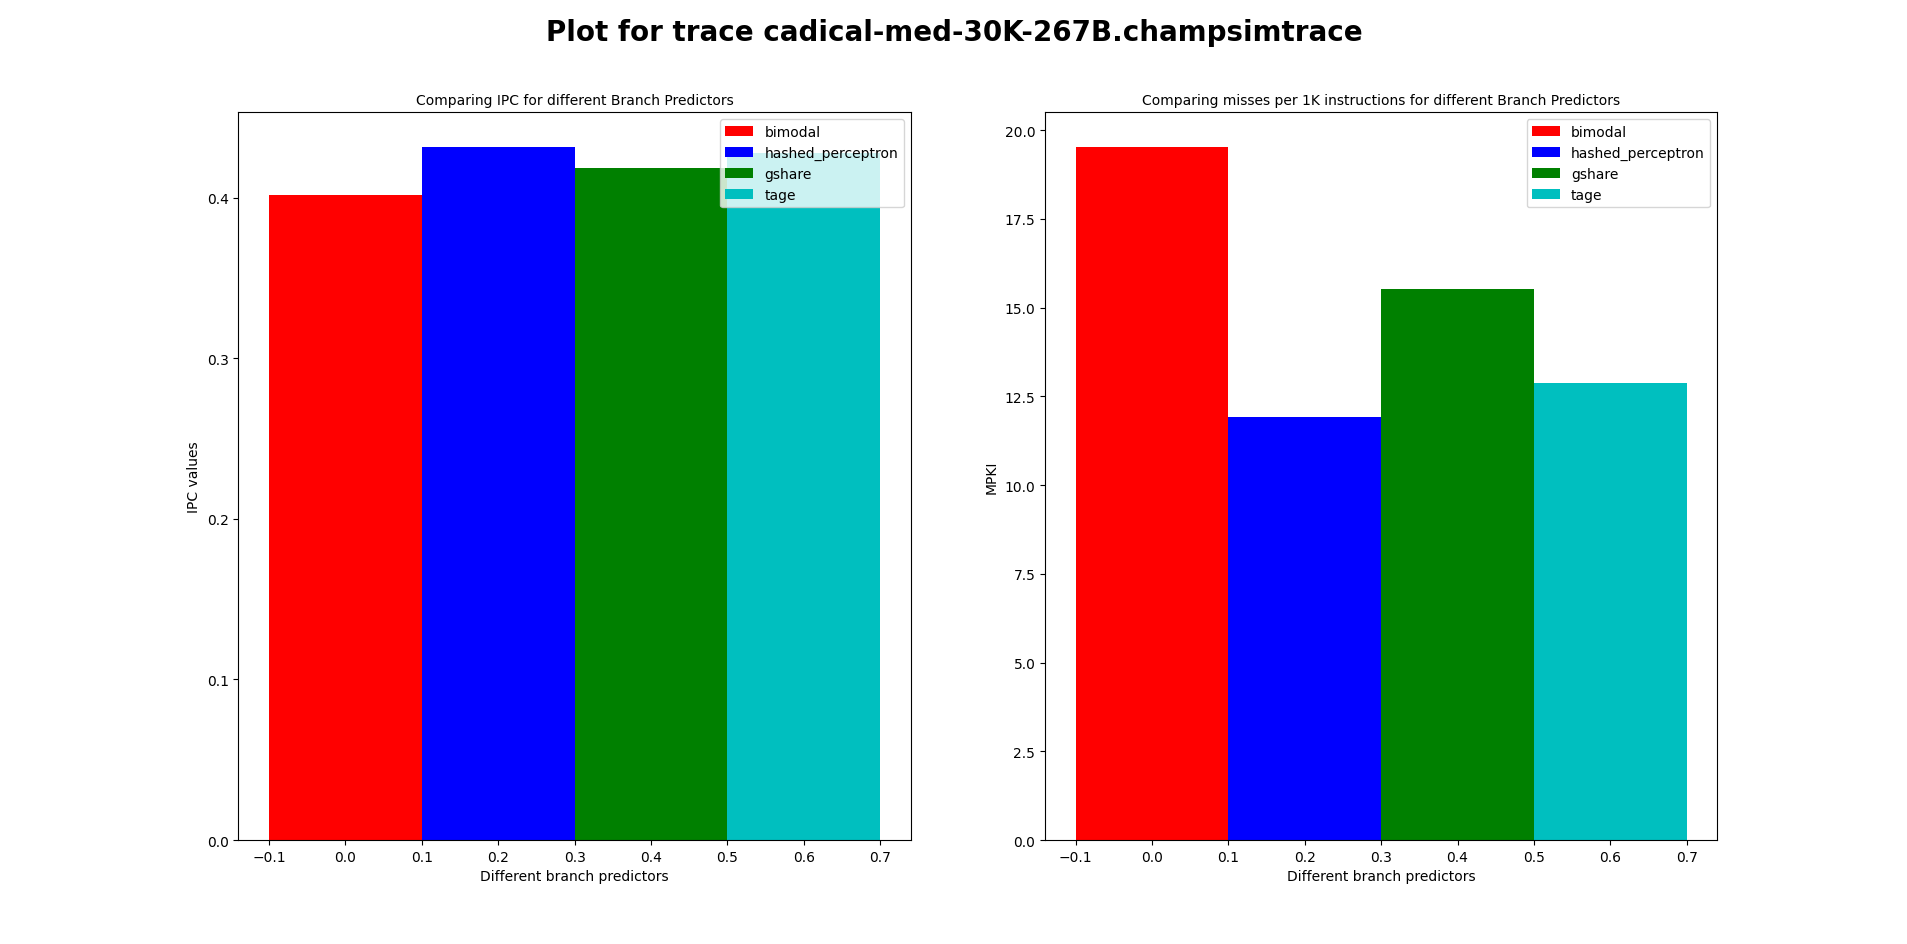 Plot for trace cadical-med-30K-267B.champsimtrace
Comparing IPC for different Branch Predictors
bimodal
hashed_perceptron
gshare
tage
0.4
0.3
0.2
0.1
0.0
IPC values
−0.1 0.0 0.1 0.2 0.3 0.4 0.5 0.6 0.7
Different branch predictors
Comparing misses per 1K instructions for different Branch Predictors
bimodal
hashed_perceptron
gshare
tage
20.0
17.5
15.0
12.5
10.0
7.5
5.0
2.5
0.0
MPKI
−0.1 0.0 0.1 0.2 0.3 0.4 0.5 0.6 0.7
Different branch predictors